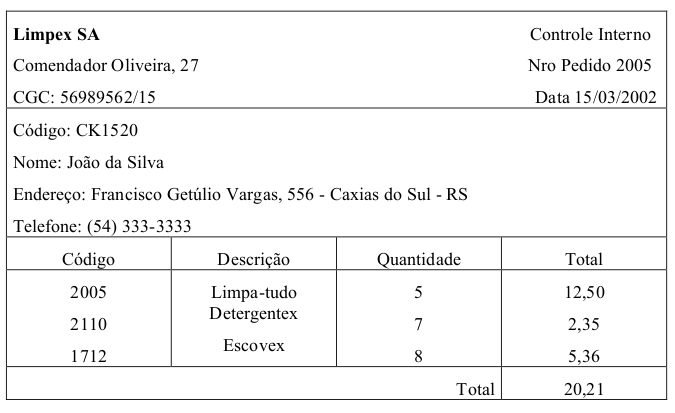 Limpex SA Controle Interno
Comendador Oliveira, 27 Nro Pedido 2005
CGC: 56989562/15 Data 15/03/2002
Código: CK1520
Nome: João da Silva
Endereço: Francisco Getúlio Vargas, 556 - Caxias do Sul - RS
Telefone: (54) 333-3333
Código Descrição Quantidade Total
2005 Limpa-tudo 5 12,50
2110 Detergentex 7 2,35
1712 Escovex 8 5,36
Total 20,21